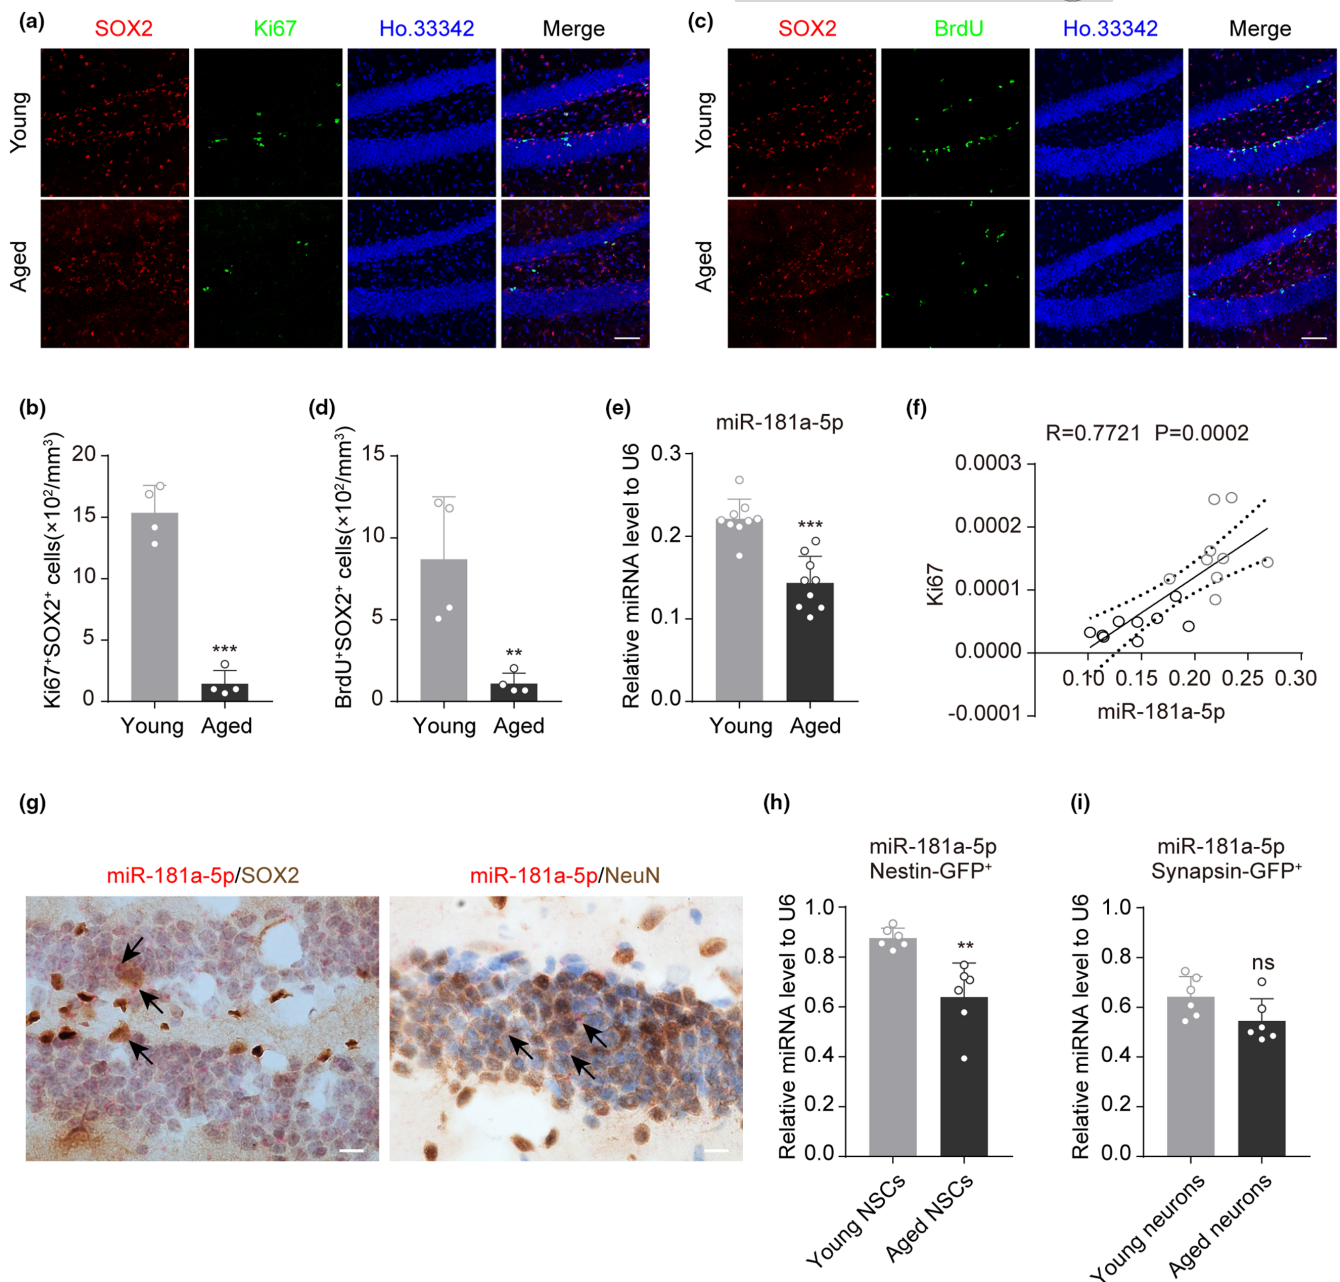 (a)
SOX2 Ki67 Ho.33342 Merge
Young
Aged
(c)
SOX2 BrdU Ho.33342 Merge
Young
Aged
(b)
Ki67⁺SOX2⁺ cells(×10²/mm³)
20
15
10
5
0
***
Young Aged
(d)
BrdU⁺SOX2⁺ cells(×10²/mm³)
15
10
5
0
**
Young Aged
(e)
miR-181a-5p
Relative miRNA level to U6
0.3
0.2
0.1
0.0
***
Young Aged
(f)
R=0.7721 P=0.0002
Ki67
0.0003
0.0002
0.0001
0.0000
-0.0001
0.10 0.15 0.20 0.25 0.30
miR-181a-5p
(g)
miR-181a-5p/SOX2
miR-181a-5p/NeuN
(h)
miR-181a-5p
Nestin-GFP⁺
Relative miRNA level to U6
1.0
0.8
0.6
0.4
0.2
0.0
**
Young NSCs
Aged NSCs
(i)
miR-181a-5p
Synapsin-GFP⁺
Relative miRNA level to U6
1.0
0.8
0.6
0.4
0.2
0.0
ns
Young neurons
Aged neurons